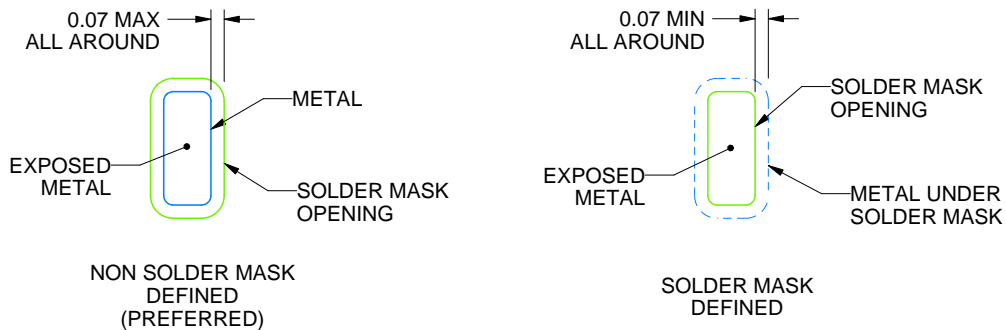 0.07 MAX
ALL AROUND
METAL
EXPOSED
METAL
SOLDER MASK
OPENING
NON SOLDER MASK
DEFINED
(PREFERRED)
0.07 MIN
ALL AROUND
SOLDER MASK
OPENING
EXPOSED
METAL
METAL UNDER
SOLDER MASK
SOLDER MASK
DEFINED